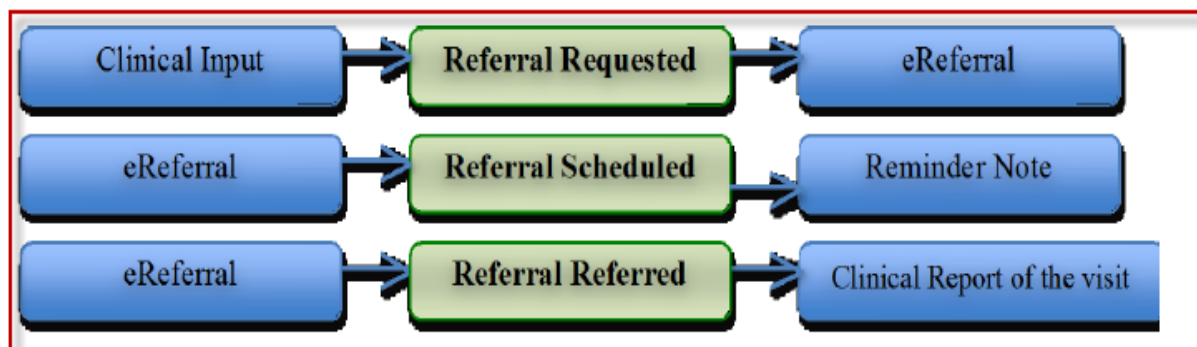 Clinical Input
Referral Requested
eReferral
eReferral
Referral Scheduled
Reminder Note
eReferral
Referral Referred
Clinical Report of the visit